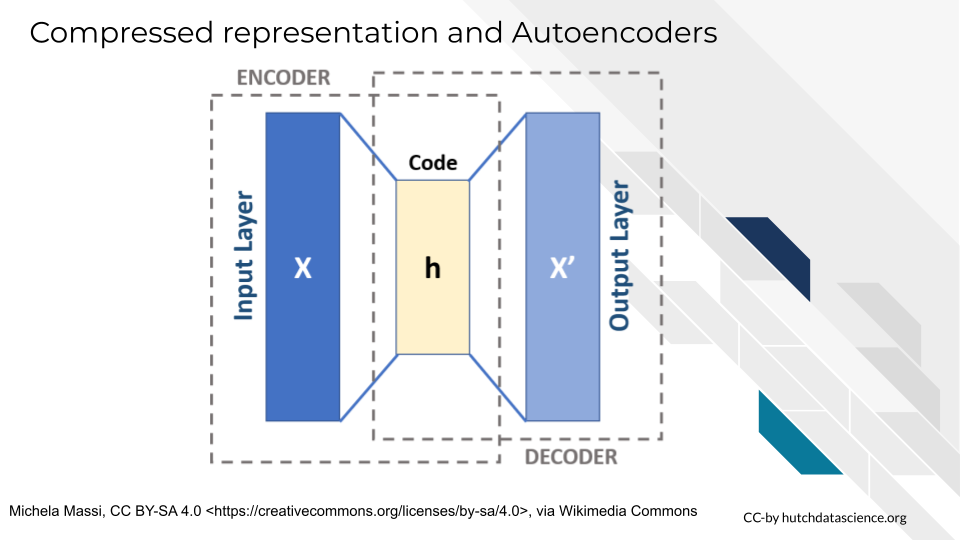 Compressed representation and Autoencoders
ENCODER
Code
Input Layer
X
h
X’
Output Layer
DECODER
Michela Massi, CC BY-SA 4.0 <https://creativecommons.org/licenses/by-sa/4.0>, via Wikimedia Commons
CC-by hutchdatascience.org